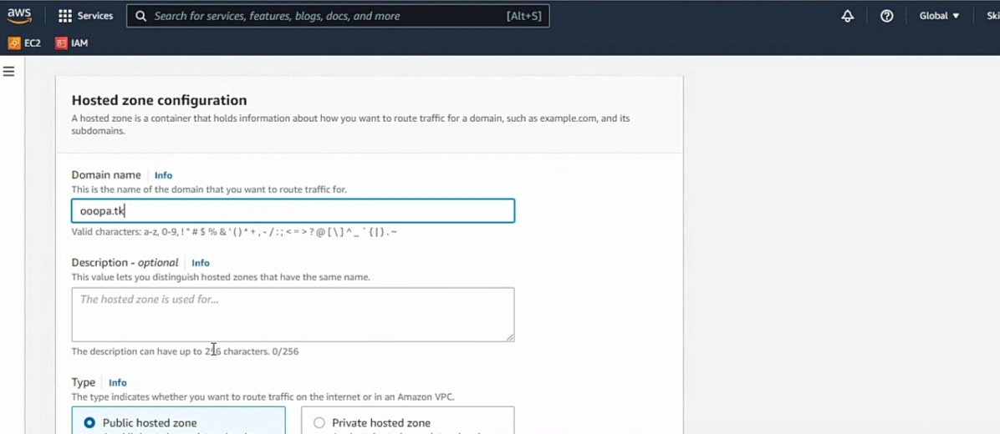 aws Services Search for services, features, blogs, docs, and more [Alt+S] Global ▼ Ski
EC2 IAM
Hosted zone configuration
A hosted zone is a container that holds information about how you want to route traffic for a domain, such as example.com, and its
subdomains.
Domain name Info
This is the name of the domain that you want to route traffic for.
ooopa.tk
Valid characters: a-z, 0-9, ! " # $ % & ' ( ) * + , - / : ; < = > ? @ [ \ ] ^ _ ` { | } . ~
Description - optional Info
This value lets you distinguish hosted zones that have the same name.
The hosted zone is used for...
The description can have up to 256 characters. 0/256
Type Info
The type indicates whether you want to route traffic on the internet or in an Amazon VPC.
Public hosted zone Private hosted zone